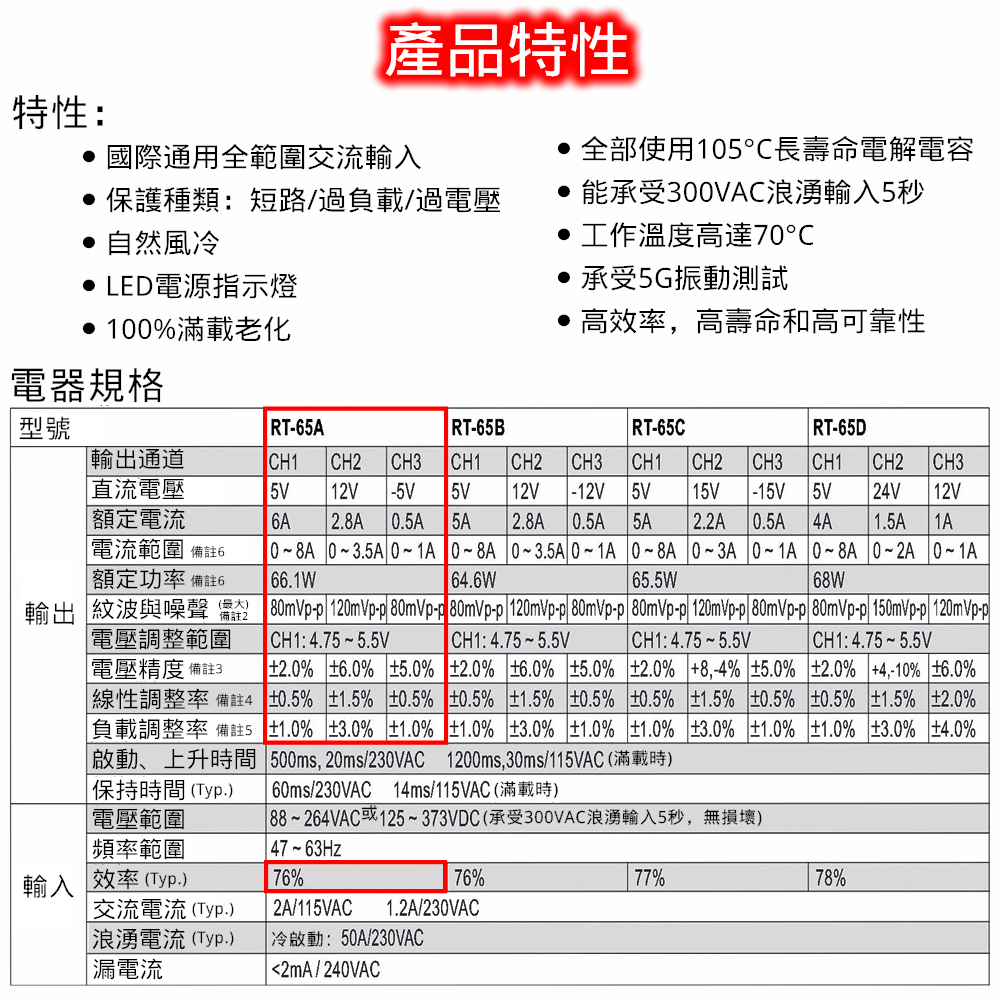 產品特性
特性：
• 國際通用全範圍交流輸入
• 保護種類：短路/過負載/過電壓
• 自然風冷
• LED電源指示燈
• 100%滿載老化
• 全部使用105°C長壽命電解電容
• 能承受300VAC浪湧輸入5秒
• 工作溫度高達70°C
• 承受5G振動測試
• 高效率，高壽命和高可靠性
電器規格
型號 RT-65A RT-65B RT-65C RT-65D
輸出
輸出通道 CH1 CH2 CH3 CH1 CH2 CH3 CH1 CH2 CH3 CH1 CH2 CH3
直流電壓 5V 12V -5V 5V 12V -12V 5V 15V -15V 5V 24V 12V
額定電流 6A 2.8A 0.5A 5A 2.8A 0.5A 5A 2.2A 0.5A 4A 1.5A 1A
電流範圍 備註6 0~8A 0~3.5A 0~1A 0~8A 0~3.5A 0~1A 0~8A 0~3A 0~1A 0~8A 0~2A 0~1A
額定功率 備註6 66.1W 64.6W 65.5W 68W
紋波與噪聲 (最大) 備註2 80mVp-p 120mVp-p 80mVp-p 80mVp-p 120mVp-p 80mVp-p 80mVp-p 120mVp-p 80mVp-p 80mVp-p 150mVp-p 120mVp-p
電壓調整範圍 CH1: 4.75~5.5V CH1: 4.75~5.5V CH1: 4.75~5.5V CH1: 4.75~5.5V
電壓精度 備註3 ±2.0% ±6.0% ±5.0% ±2.0% ±6.0% ±5.0% ±2.0% +8,-4% ±5.0% ±2.0% +4,-10% ±6.0%
線性調整率 備註4 ±0.5% ±1.5% ±0.5% ±0.5% ±1.5% ±0.5% ±0.5% ±1.5% ±0.5% ±0.5% ±1.5% ±2.0%
負載調整率 備註5 ±1.0% ±3.0% ±1.0% ±1.0% ±3.0% ±1.0% ±1.0% ±3.0% ±1.0% ±1.0% ±3.0% ±4.0%
啟動、上升時間 500ms, 20ms/230VAC 1200ms,30ms/115VAC (滿載時)
保持時間 (Typ.) 60ms/230VAC 14ms/115VAC (滿載時)
輸入
電壓範圍 88~264VAC或125~373VDC (承受300VAC浪湧輸入5秒，無損壞)
頻率範圍 47~63Hz
效率 (Typ.) 76% 76% 77% 78%
交流電流 (Typ.) 2A/115VAC 1.2A/230VAC
浪湧電流 (Typ.) 冷啟動：50A/230VAC
漏電流 <2mA / 240VAC